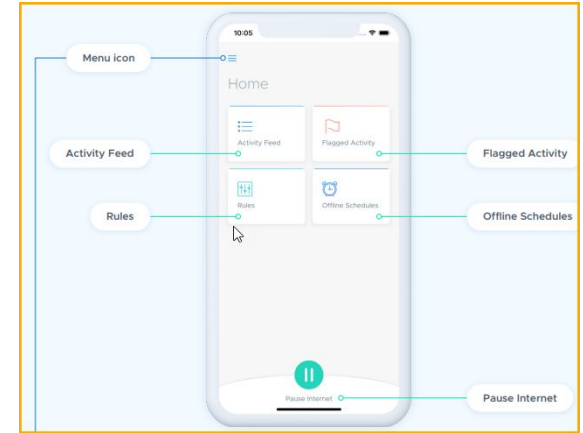 10:05
Menu icon
Home
Activity Feed
Flagged Activity
Activity Feed
Flagged Activity
Rules
Offline Schedules
Rules
Offline Schedules
Pause Internet
Pause Internet